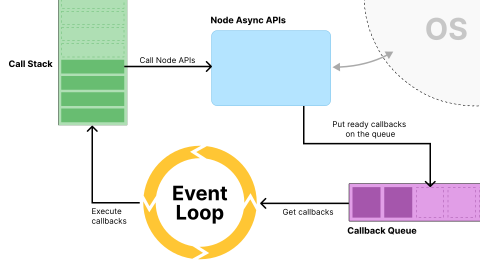 Node Async APIs
OS
Call Stack
Call Node APIs
Put ready callbacks
on the queue
Event
Loop
Execute
callbacks
Get callbacks
Callback Queue